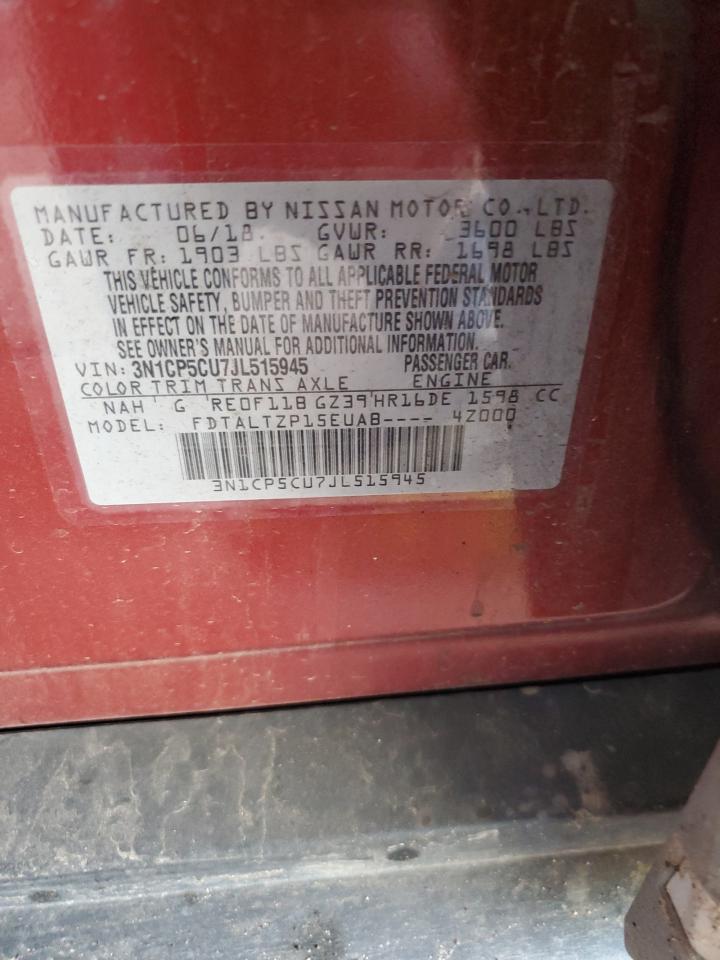 MANUFACTURED BY NISSAN MOTOR CO., LTD.
DATE: 06/18 GVWR: 3600 LBS
GAWR FR: 1903 LBS GAWR RR: 1698 LBS
THIS VEHICLE CONFORMS TO ALL APPLICABLE FEDERAL MOTOR
VEHICLE SAFETY, BUMPER AND THEFT PREVENTION STANDARDS
IN EFFECT ON THE DATE OF MANUFACTURE SHOWN ABOVE.
SEE OWNER'S MANUAL FOR ADDITIONAL INFORMATION.
VIN: 3N1CP5CU7JL515945 PASSENGER CAR.
COLOR TRIM TRANS AXLE ENGINE
NAH G RE0F11B GZ39 HR16DE 1598 CC
MODEL: FDTALTZP15EUAB---- 4Z000
3N1CP5CU7JL515945